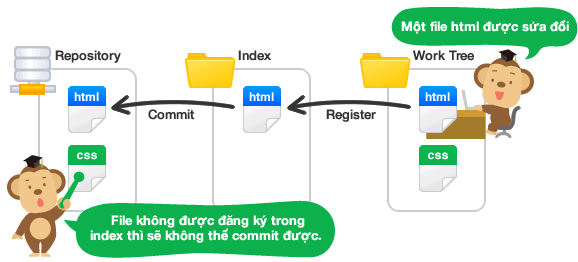 Một file html được sửa đổi
Repository
Index
Work Tree
html
html
html
Commit
Register
css
css
File không được đăng ký trong
index thì sẽ không thể commit được.